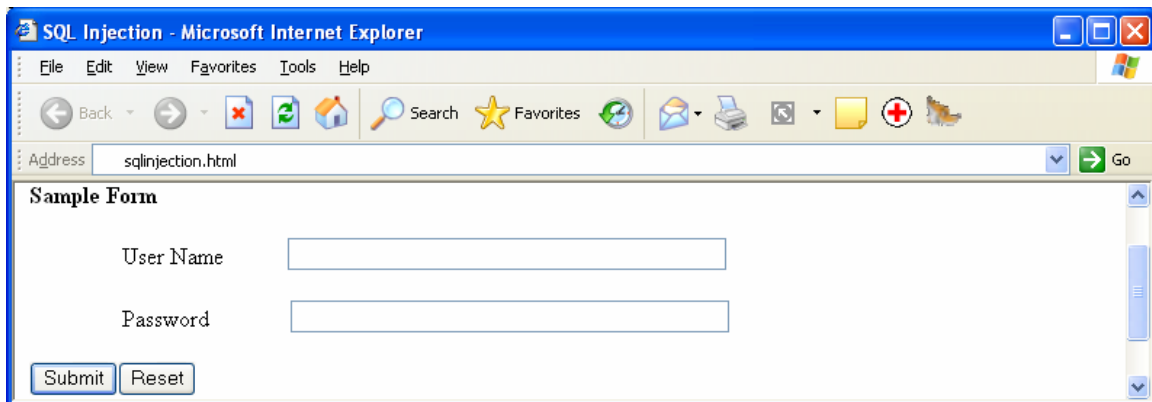 SQL Injection - Microsoft Internet Explorer
File Edit View Favorites Tools Help
Back Search Favorites
Address sqlinjection.html Go
Sample Form
User Name
Password
Submit Reset